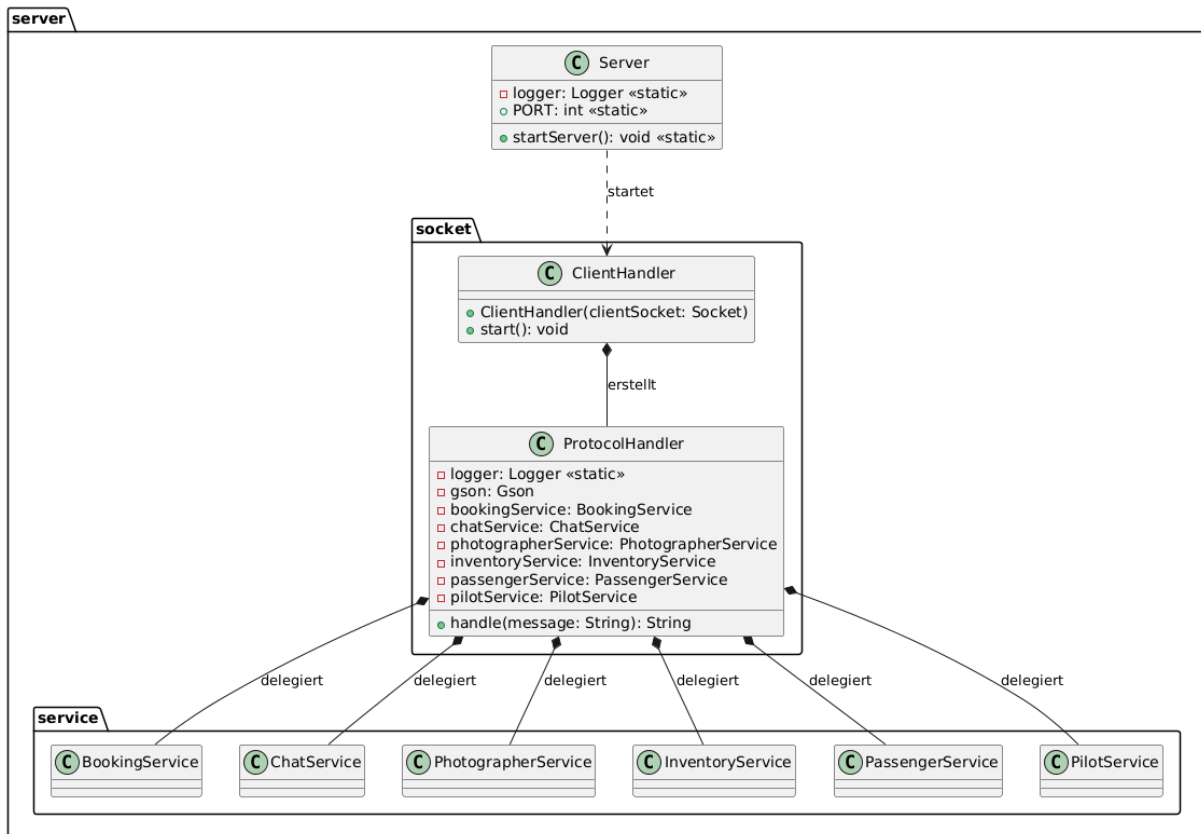 server
C Server
logger: Logger «static»
PORT: int «static»
startServer(): void «static»
startet
socket
C ClientHandler
ClientHandler(clientSocket: Socket)
start(): void
erstellt
C ProtocolHandler
logger: Logger «static»
gson: Gson
bookingService: BookingService
chatService: ChatService
photographerService: PhotographerService
inventoryService: InventoryService
passengerService: PassengerService
pilotService: PilotService
handle(message: String): String
delegiert
delegiert
delegiert
delegiert
delegiert
delegiert
service
C BookingService
C ChatService
C PhotographerService
C InventoryService
C PassengerService
C PilotService